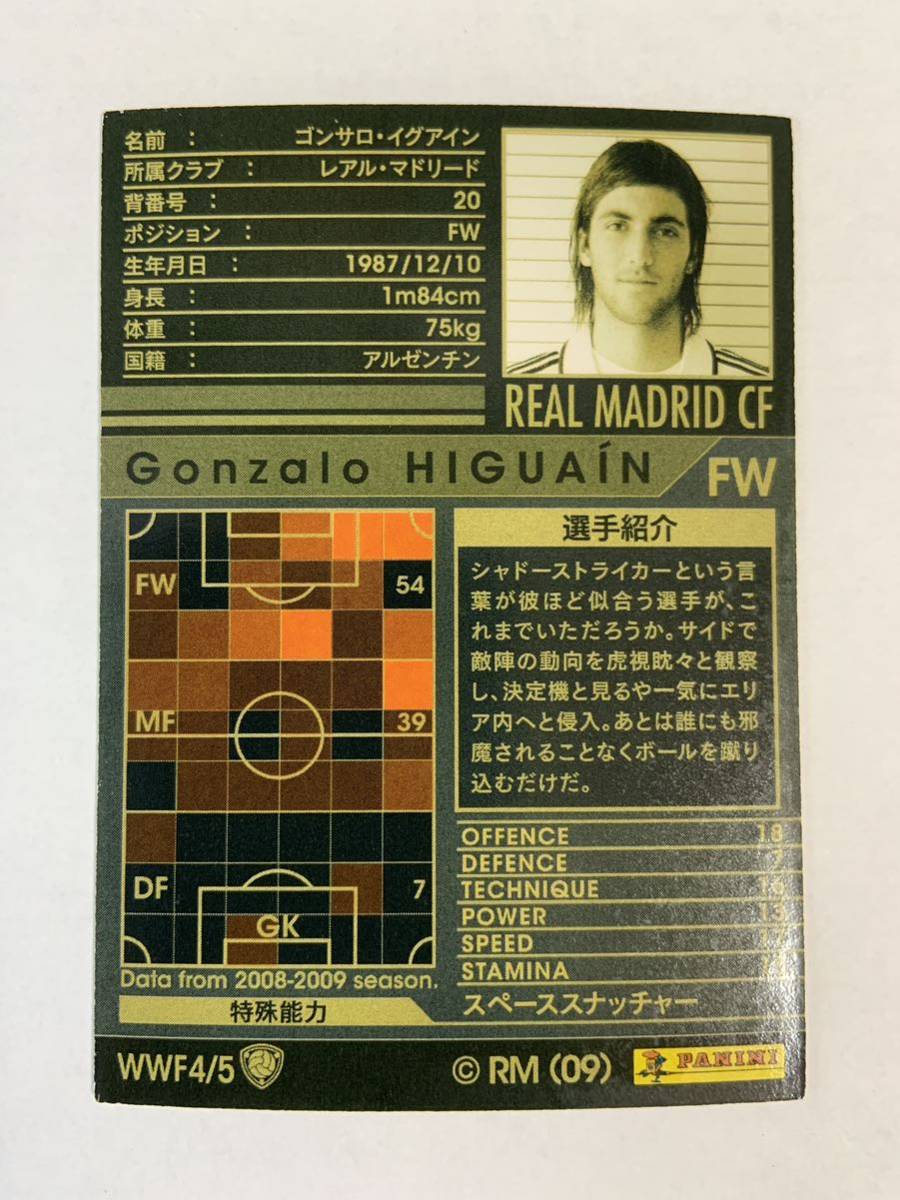 名前 : ゴンサロ・イグアイン
所属クラブ : レアル・マドリード
背番号 : 20
ポジション : FW
生年月日 : 1987/12/10
身長 : 1m84cm
体重 : 75kg
国籍 : アルゼンチン
REAL MADRID CF
Gonzalo HIGUAÍN
FW
FW 54
MF 39
DF 7
GK
Data from 2008-2009 season.
選手紹介
シャドーストライカーという言
葉が彼ほど似合う選手が、こ
れまでいただろうか。サイドで
敵陣の動向を虎視眈々と観察
し、決定機と見るや一気にエリ
ア内へと侵入。あとは誰にも邪
魔されることなくボールを蹴り
込むだけだ。
OFFENCE 18
DEFENCE 7
TECHNIQUE 16
POWER 13
SPEED 17
STAMINA
特殊能力
スペーススナッチャー
WWF4/5
© RM (09)
PANINI